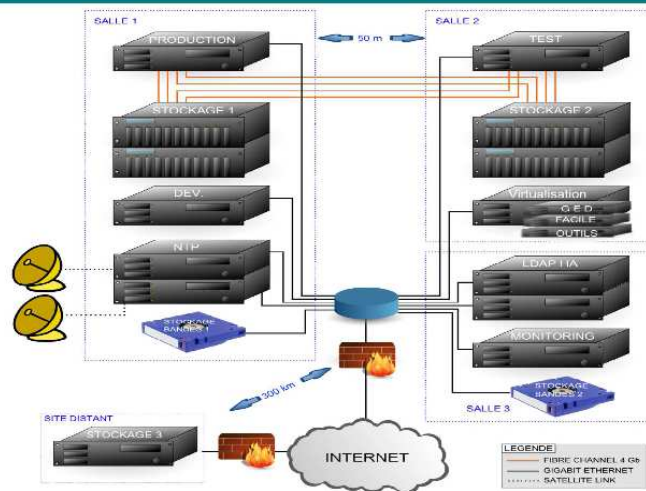 SALLE 1
PRODUCTION
50 m
SALLE 2
TEST
STOCKAGE 1
STOCKAGE 2
DEV.
Virtualisation
G.E.D
FACILE
OUTILS
NTP
LDAP HA
STOCKAGE
BANDES 1
MONITORING
STOCKAGE
BANDES 2
300 km
SALLE 3
SITE DISTANT
STOCKAGE 3
INTERNET
LEGENDE
FIBRE CHANNEL 4 Gb
GIGABIT ETHERNET
SATELLITE LINK